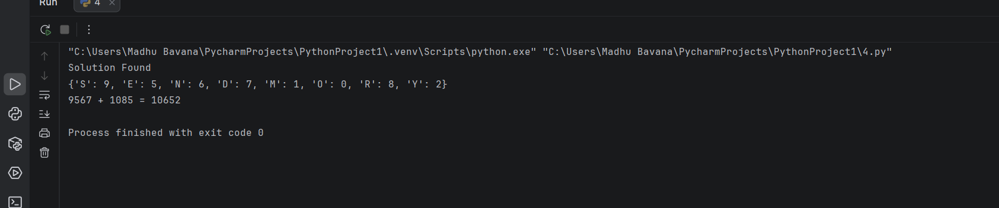 Run
4
"C:\Users\Madhu Bavana\PycharmProjects\PythonProject1\.venv\Scripts\python.exe" "C:\Users\Madhu Bavana\PycharmProjects\PythonProject1\4.py"
Solution Found
{'S': 9, 'E': 5, 'N': 6, 'D': 7, 'M': 1, 'O': 0, 'R': 8, 'Y': 2}
9567 + 1085 = 10652
Process finished with exit code 0